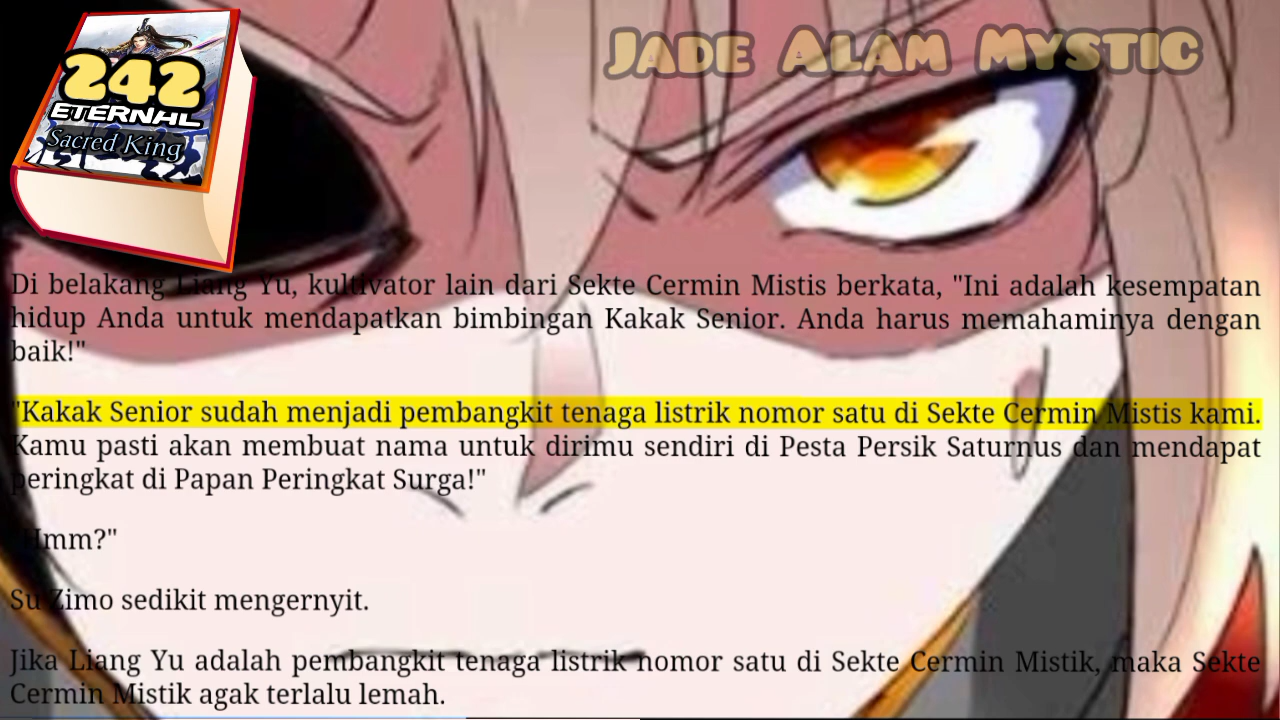 242
ETERNAL
Sacred King
JADE ALAM MYSTIC
Di belakang Liang Yu, kultivator lain dari Sekte Cermin Mistis berkata, "Ini adalah kesempatan
hidup Anda untuk mendapatkan bimbingan Kakak Senior. Anda harus memahaminya dengan
baik!"
"Kakak Senior sudah menjadi pembangkit tenaga listrik nomor satu di Sekte Cermin Mistis kami.
Kamu pasti akan membuat nama untuk dirimu sendiri di Pesta Persik Saturnus dan mendapat
peringkat di Papan Peringkat Surga!"
"Hmm?"
Su Zimo sedikit mengernyit.
Jika Liang Yu adalah pembangkit tenaga listrik nomor satu di Sekte Cermin Mistik, maka Sekte
Cermin Mistik agak terlalu lemah.